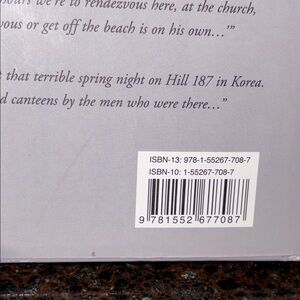 hours we're to rendezvous here, at the church,
vous or get off the beach is on his own...'"
t that terrible spring night on Hill 187 in Korea.
d canteens by the men who were there..."
ISBN-13: 978-1-55267-708-7
ISBN-10: 1-55267-708-7
9 781552 677087